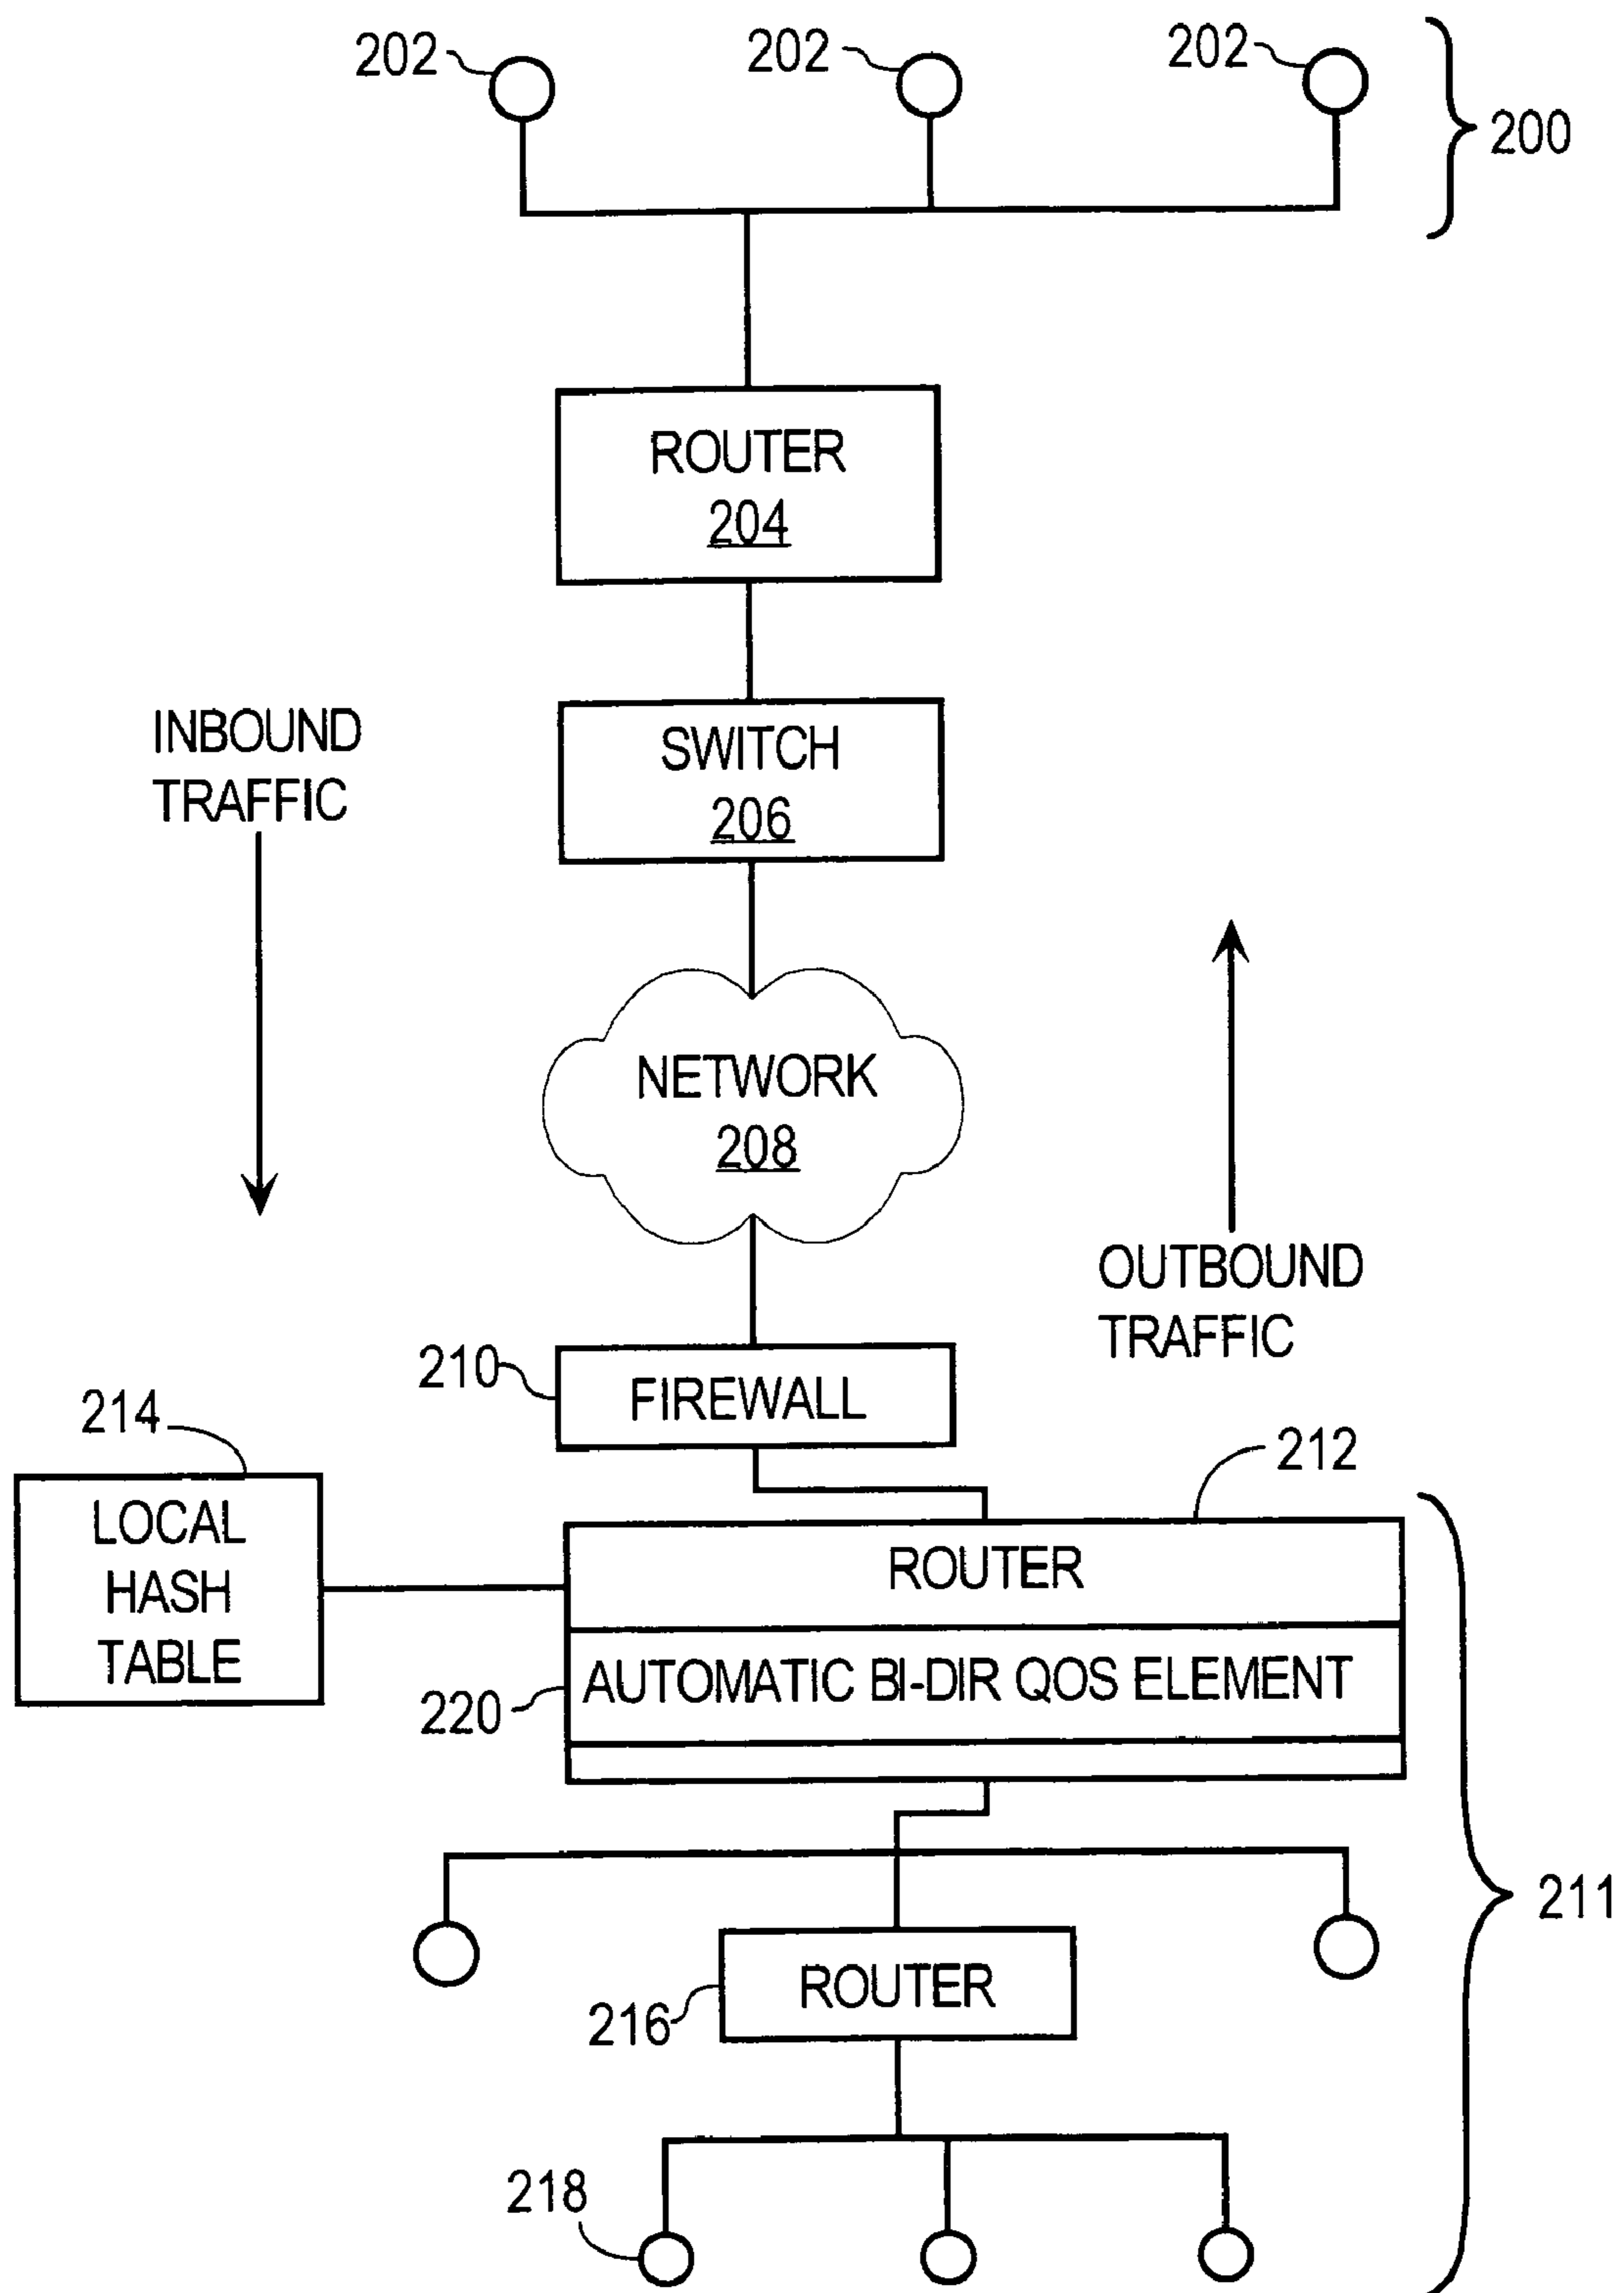 202
202
202
200
ROUTER
204
SWITCH
206
INBOUND
TRAFFIC
NETWORK
208
OUTBOUND
TRAFFIC
210
FIREWALL
214
212
LOCAL
HASH
TABLE
ROUTER
220
AUTOMATIC BI-DIR QOS ELEMENT
211
ROUTER
216
218